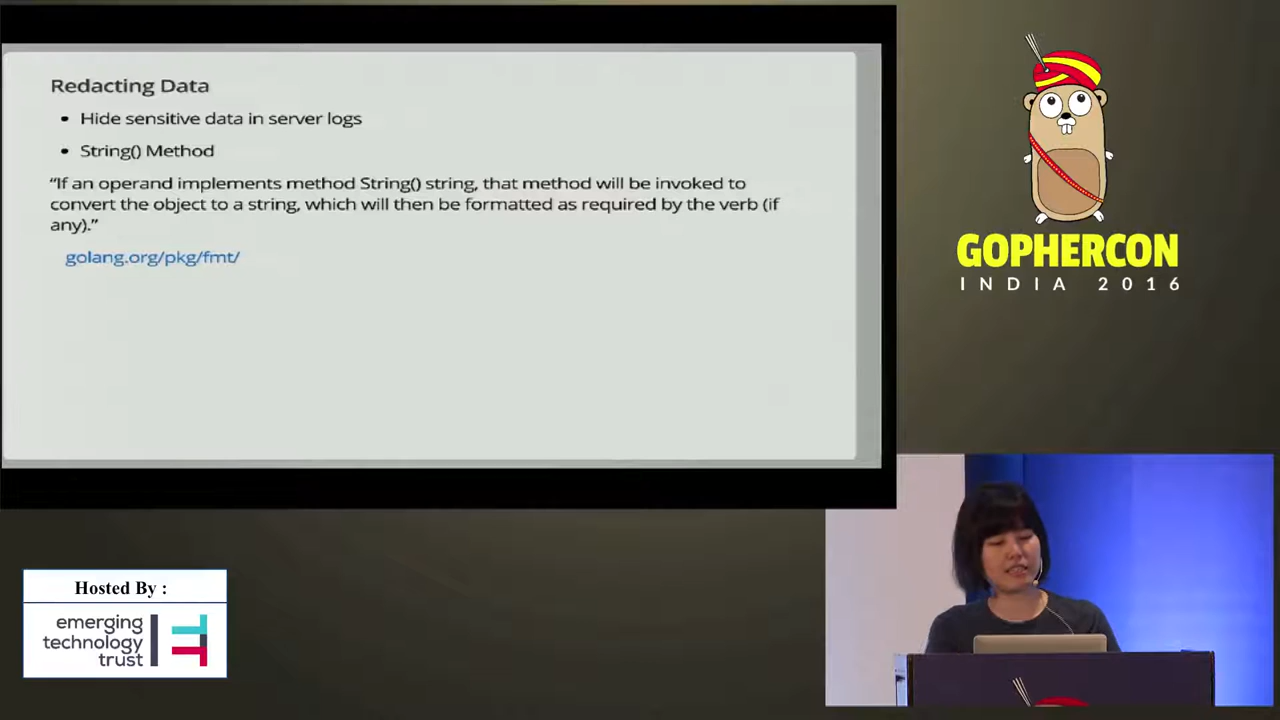 Redacting Data
• Hide sensitive data in server logs
• String() Method
“If an operand implements method String() string, that method will be invoked to
convert the object to a string, which will then be formatted as required by the verb (if
any).”
golang.org/pkg/fmt/
GOPHERCON
INDIA 2016
Hosted By :
emerging
technology
trust